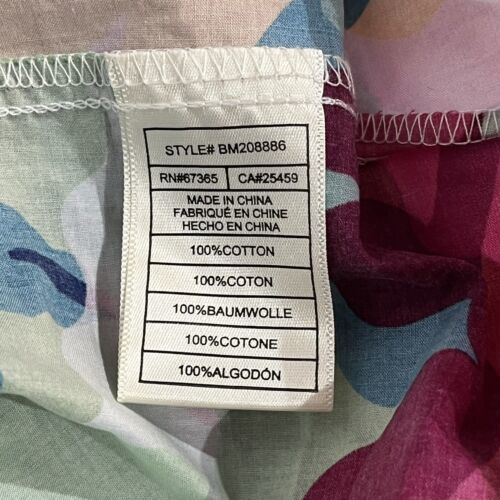 STYLE# BM208886
RN#67365 CA#25459
MADE IN CHINA
FABRIQUÉ EN CHINE
HECHO EN CHINA
100%COTTON
100%COTON
100%BAUMWOLLE
100%COTONE
100%ALGODÓN